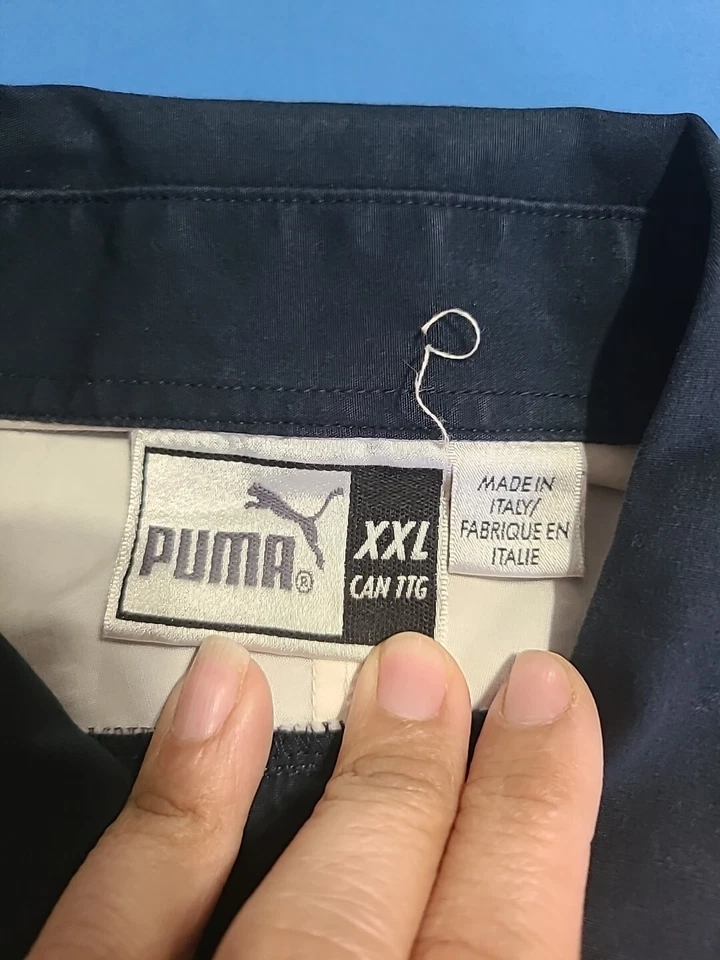 PUMA®
XXL
CAN TTG
MADE IN
ITALY/
FABRIQUE EN
ITALIE